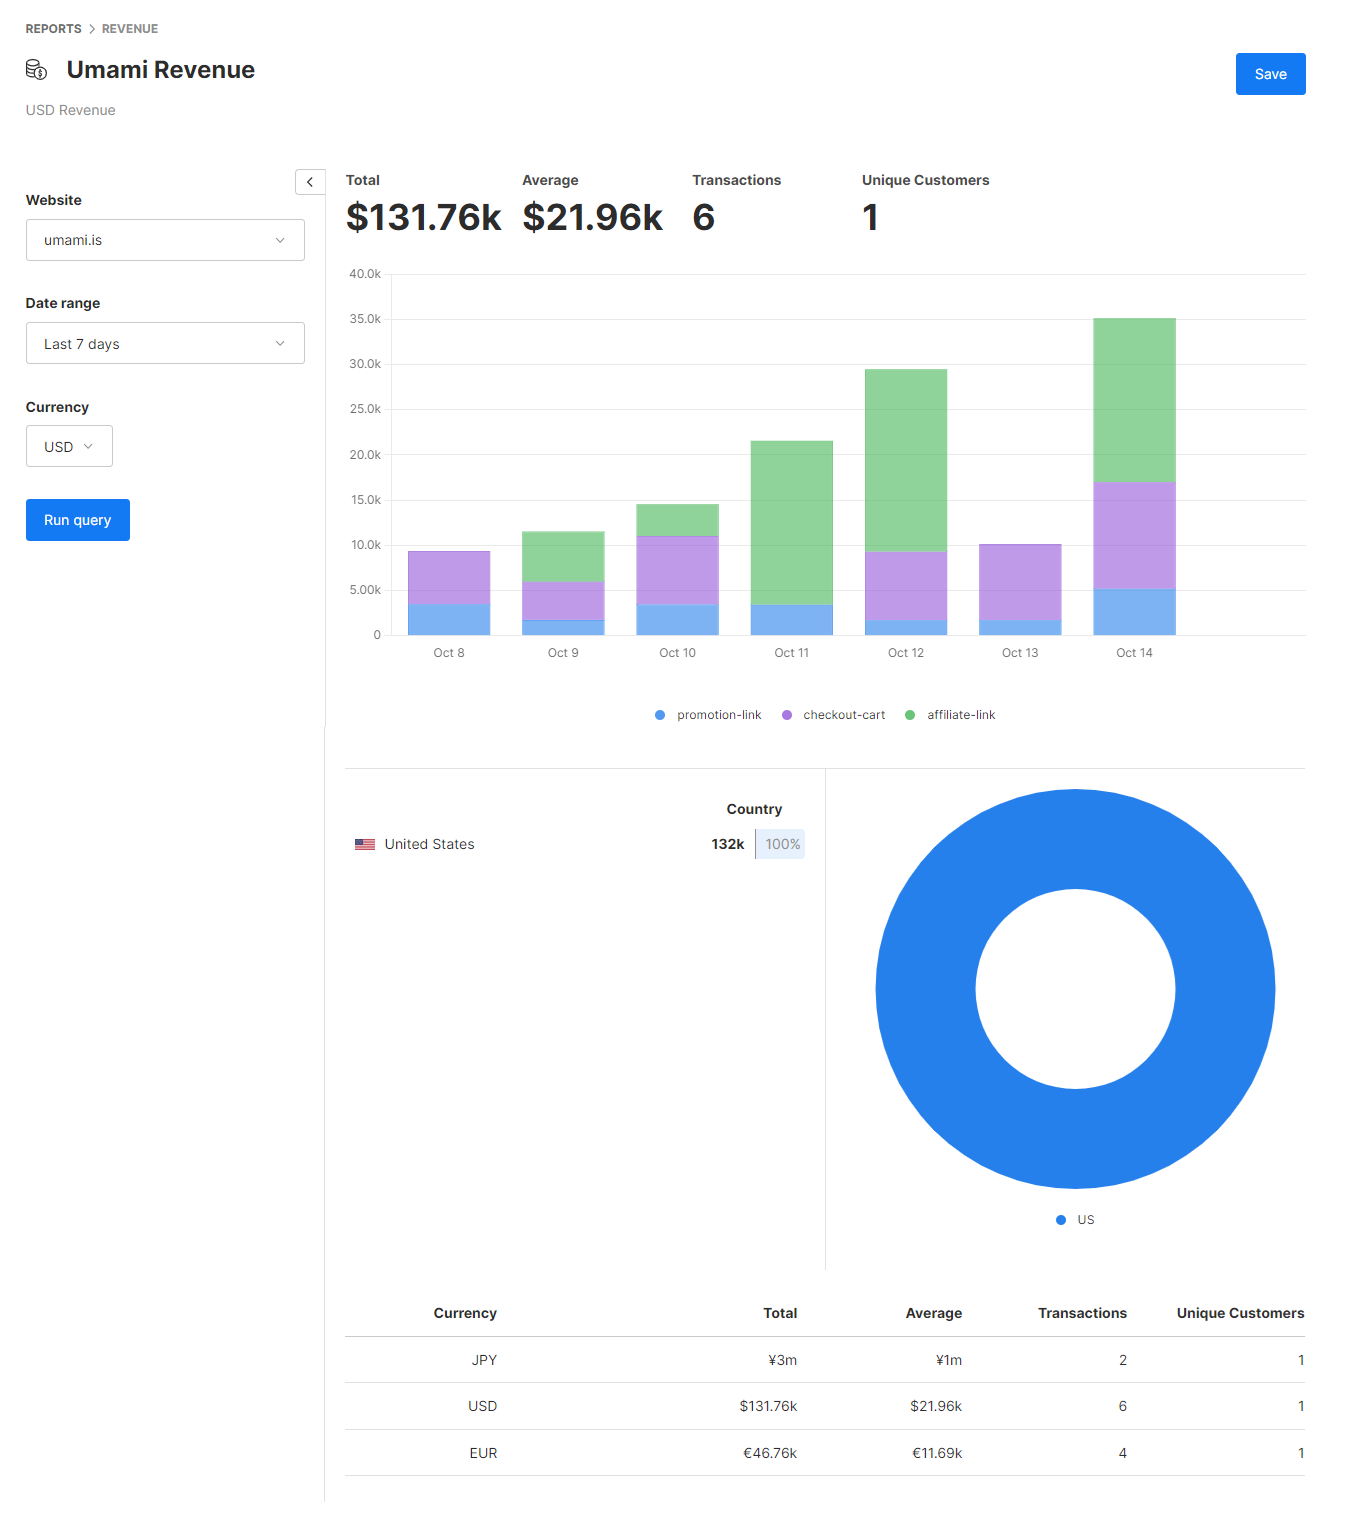 REPORTS > REVENUE
Umami Revenue
Save
USD Revenue
Website
umami.is
Date range
Last 7 days
Currency
USD
Run query
Total Average Transactions Unique Customers
$131.76k $21.96k 6 1
40.0k
35.0k
30.0k
25.0k
20.0k
15.0k
10.0k
5.00k
0
Oct 8 Oct 9 Oct 10 Oct 11 Oct 12 Oct 13 Oct 14
promotion-link checkout-cart affiliate-link
Country
United States 132k 100%
US
Currency Total Average Transactions Unique Customers
JPY ¥3m ¥1m 2 1
USD $131.76k $21.96k 6 1
EUR €46.76k €11.69k 4 1